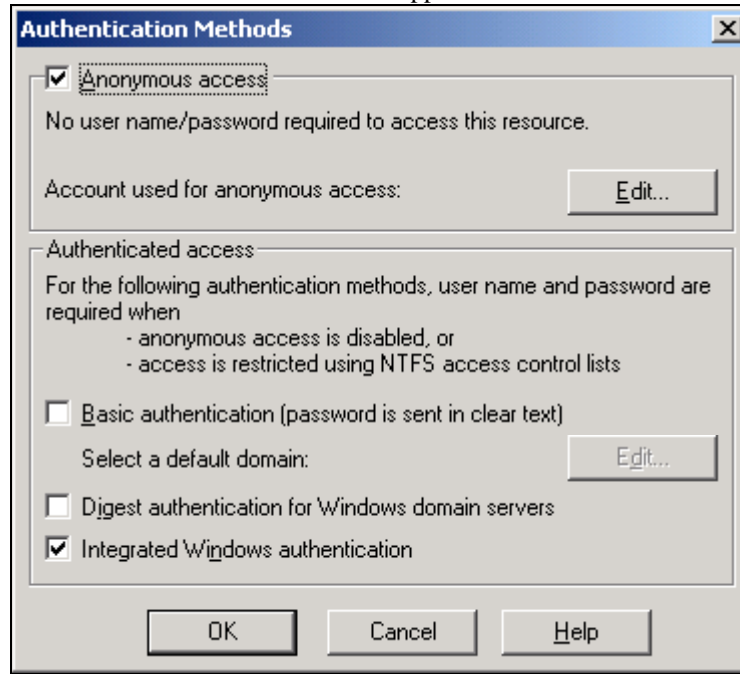 Authentication Methods
Anonymous access
No user name/password required to access this resource.
Account used for anonymous access:
Edit...
Authenticated access
For the following authentication methods, user name and password are
required when
- anonymous access is disabled, or
- access is restricted using NTFS access control lists
Basic authentication (password is sent in clear text)
Select a default domain:
Edit...
Digest authentication for Windows domain servers
Integrated Windows authentication
OK
Cancel
Help